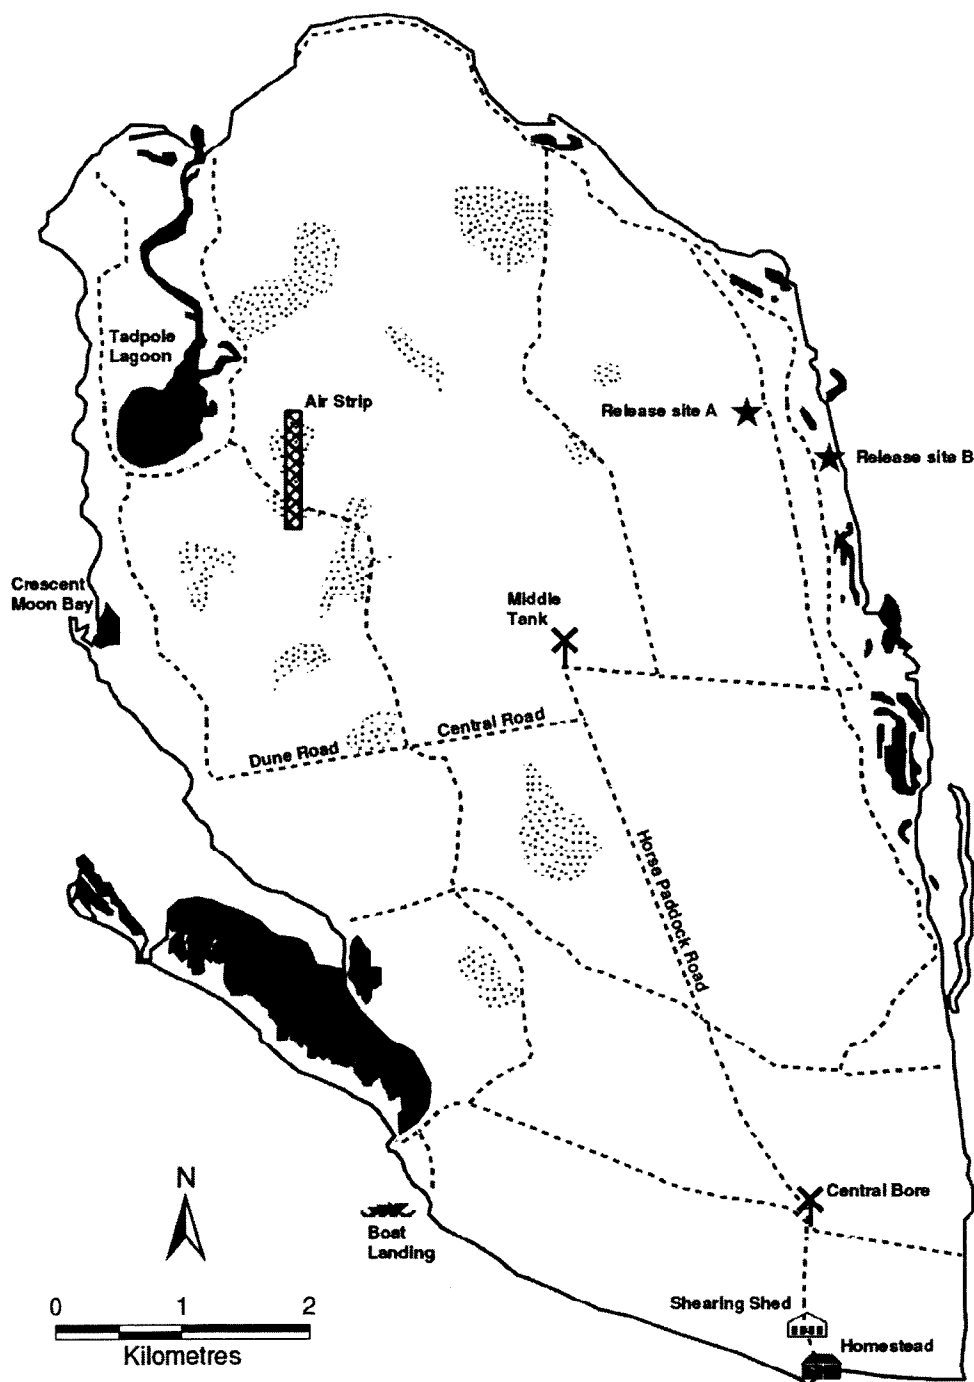 Tadpole
Lagoon
Air Strip
Release site A
Release site B
Crescent
Moon Bay
Middle
Tank
Central Road
Dune Road
Horse Paddock Road
N
Central Bore
Boat
Landing
0 1 2
Kilometres
Shearing Shed
Homestead